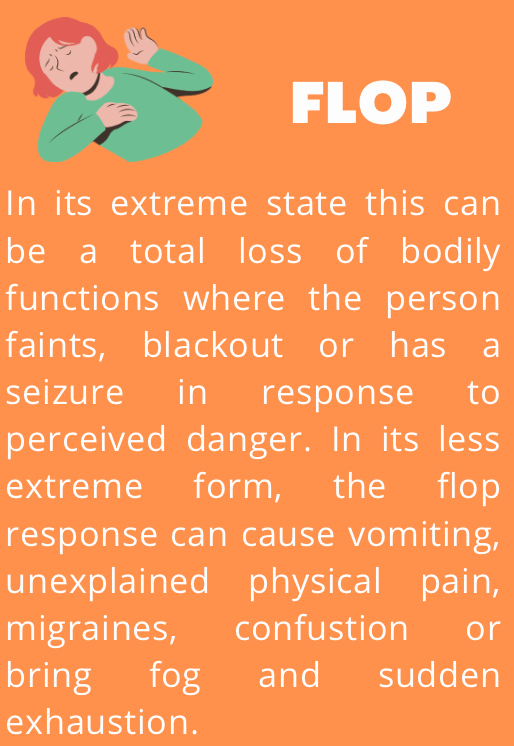 FLOP
In its extreme state this can
be a total loss of bodily
functions where the person
faints, blackout or has a
seizure in response to
perceived danger. In its less
extreme form, the flop
response can cause vomiting,
unexplained physical pain,
migraines, confustion or
bring fog and sudden
exhaustion.